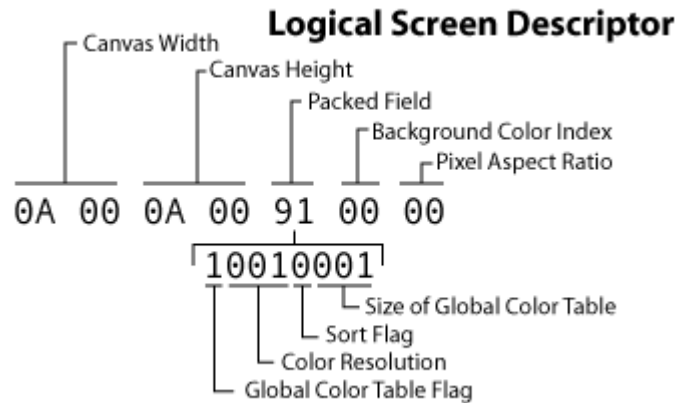 Logical Screen Descriptor
Canvas Width
Canvas Height
Packed Field
Background Color Index
Pixel Aspect Ratio
0A 00 0A 00 91 00 00
10010001
Size of Global Color Table
Sort Flag
Color Resolution
Global Color Table Flag